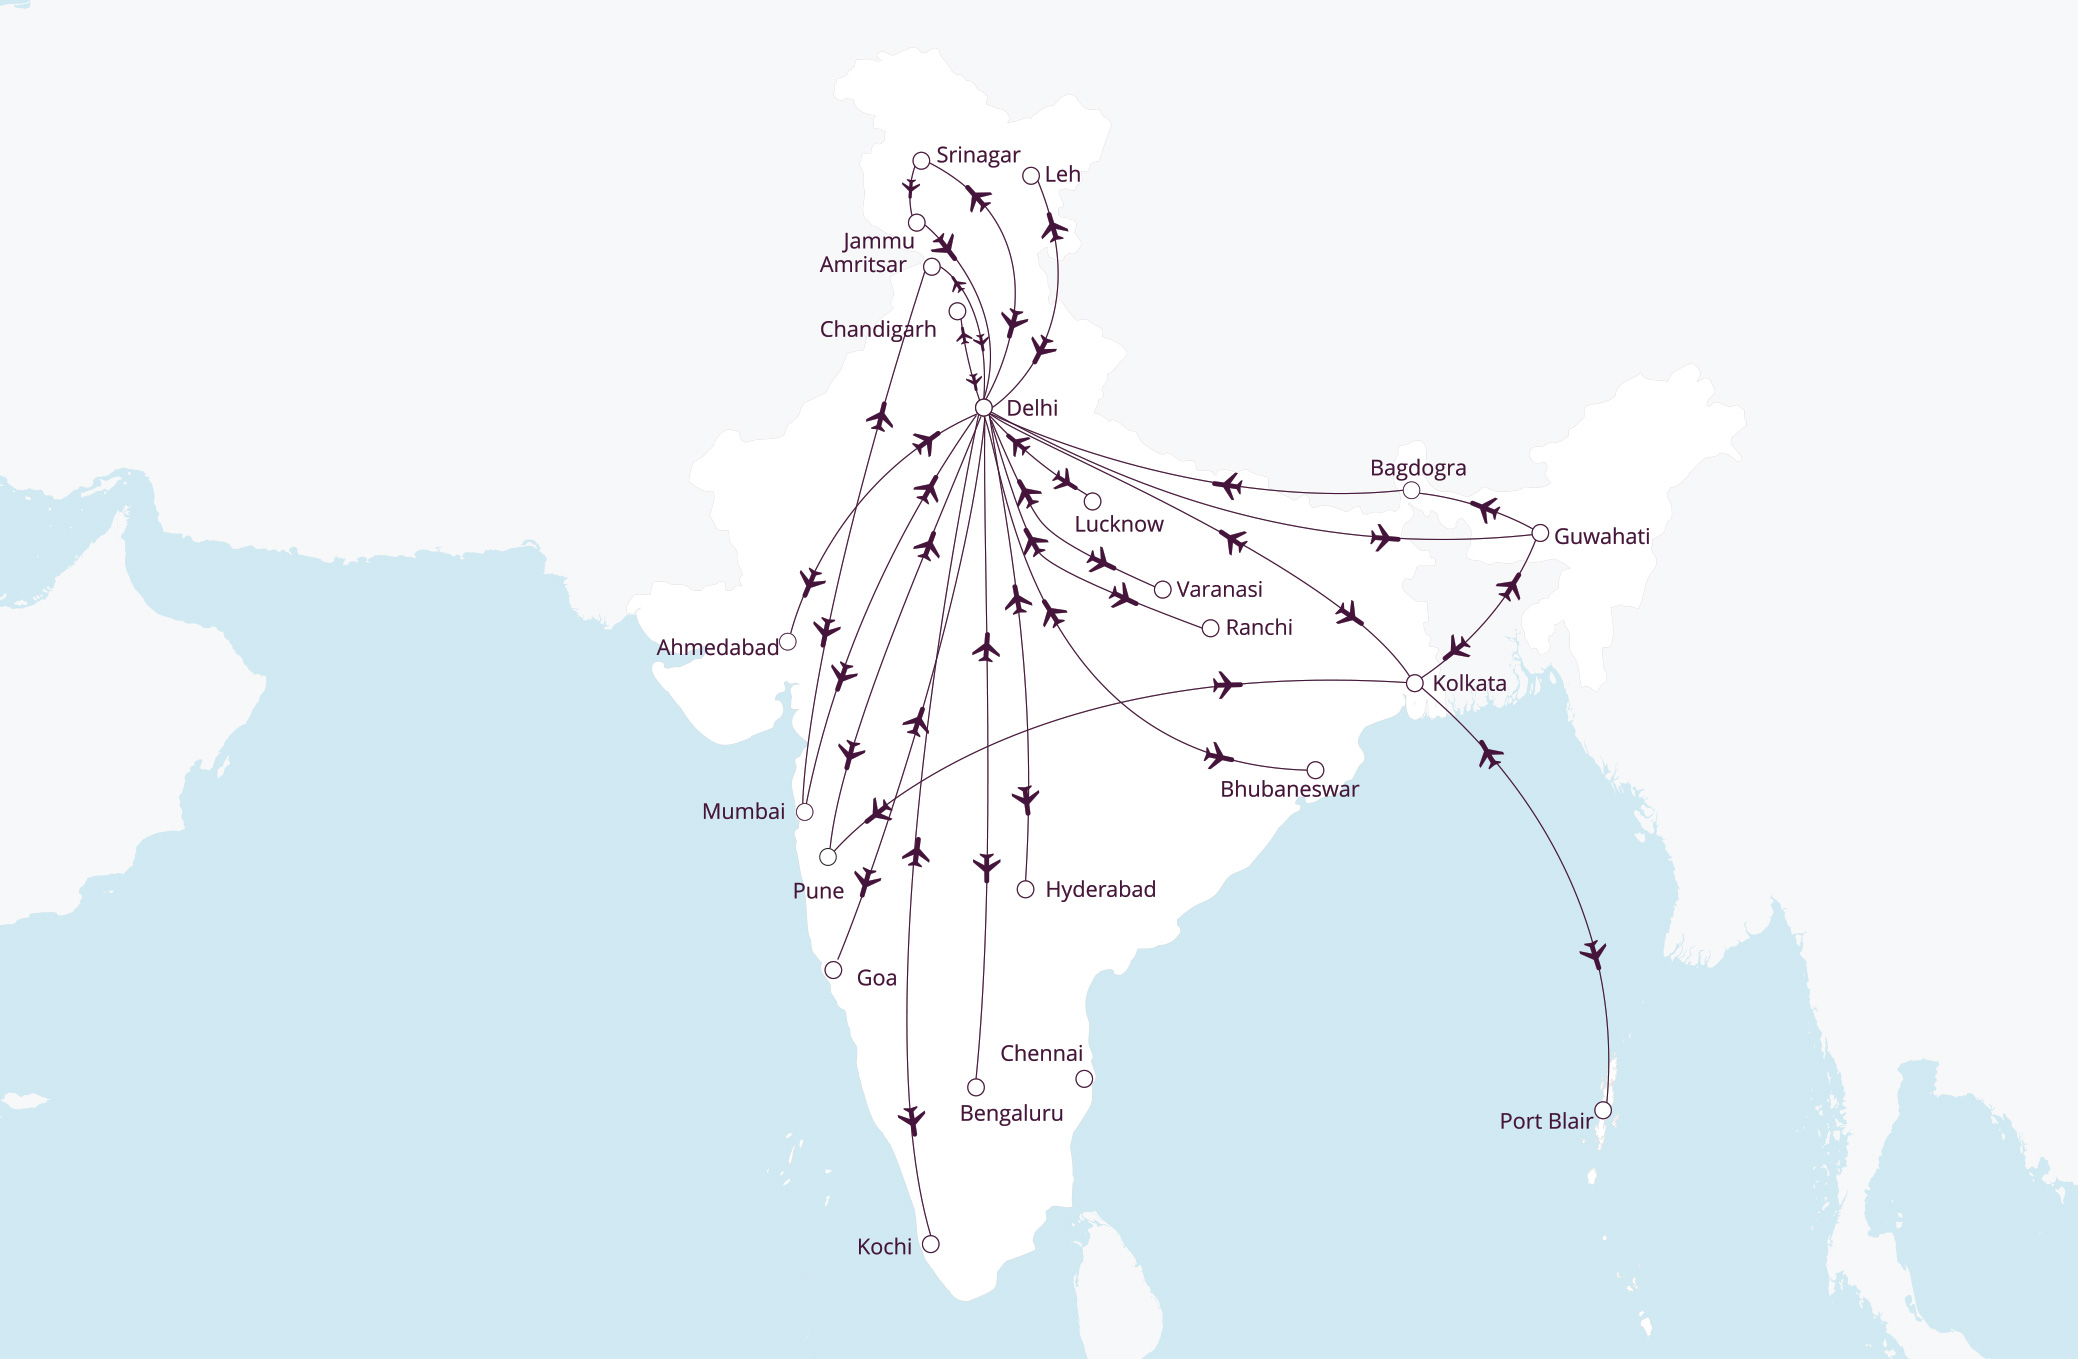 Srinagar
Leh
Jammu
Amritsar
Chandigarh
Delhi
Bagdogra
Lucknow
Guwahati
Varanasi
Ranchi
Ahmedabad
Kolkata
Bhubaneswar
Mumbai
Pune
Hyderabad
Goa
Chennai
Bengaluru
Port Blair
Kochi